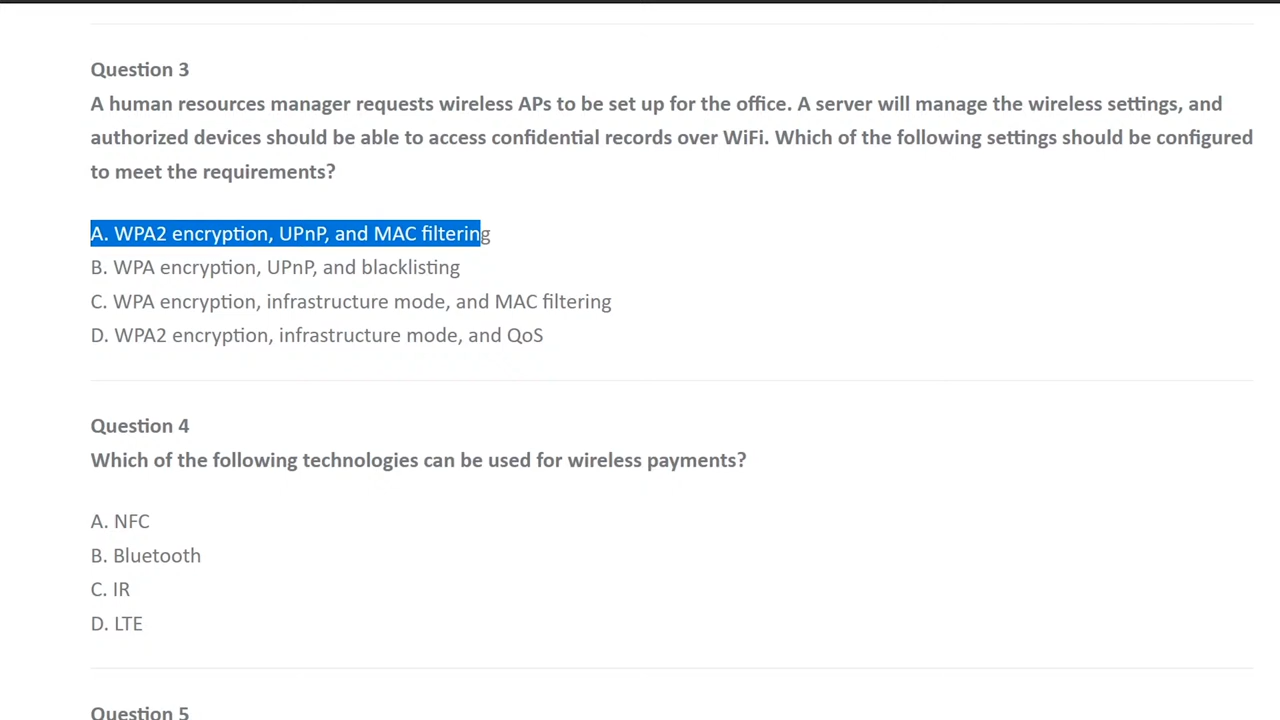 Question 3
A human resources manager requests wireless APs to be set up for the office. A server will manage the wireless settings, and
authorized devices should be able to access confidential records over WiFi. Which of the following settings should be configured
to meet the requirements?
A. WPA2 encryption, UPnP, and MAC filtering
B. WPA encryption, UPnP, and blacklisting
C. WPA encryption, infrastructure mode, and MAC filtering
D. WPA2 encryption, infrastructure mode, and QoS
Question 4
Which of the following technologies can be used for wireless payments?
A. NFC
B. Bluetooth
C. IR
D. LTE
Question 5